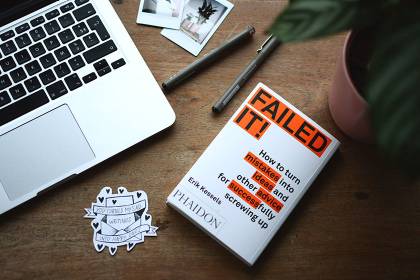 FAILED
IT!
How to turn
mistakes into
ideas and
other advice
for successfully
screwing up
Erik Kessels
PHAIDON